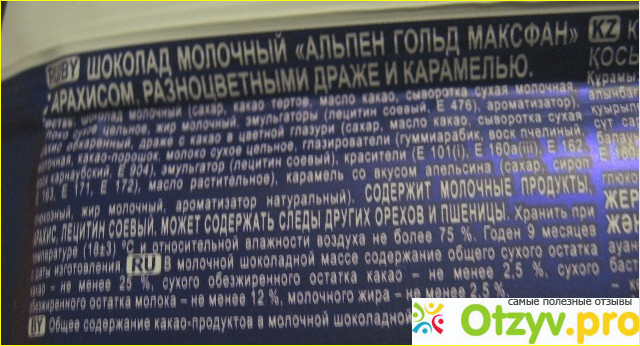 RU BY ШОКОЛАД МОЛОЧНЫЙ «АЛЬПЕН ГОЛЬД МАКСФАН»
АРАХИСОМ, РАЗНОЦВЕТНЫМИ ДРАЖЕ И КАРАМЕЛЬЮ.
молочный (сахар, какао тертое, масло какао, сыворотка сухая молочная,
сухое цельное, жир молочный, эмульгаторы (лецитин соевый, E 476), ароматизатор),
обжаренный, драже с какао в цветной глазури (сахар, масло какао, сыворотка сухая
какао-порошок, молоко сухое цельное, глазирователи (гуммиарабик, воск пчелиный,
карнаубский, E 904), эмульгатор (лецитин соевый), красители (E 101(i), E 160a(iii), E 162,
E 171, E 172), масло растительное), карамель со вкусом апельсина (сахар, сироп
жир молочный, ароматизатор натуральный). СОДЕРЖИТ МОЛОЧНЫЕ ПРОДУКТЫ,
ЛЕЦИТИН СОЕВЫЙ. МОЖЕТ СОДЕРЖАТЬ СЛЕДЫ ДРУГИХ ОРЕХОВ И ПШЕНИЦЫ. Хранить при
температуре (18±3) °С и относительной влажности воздуха не более 75 %. Годен 9 месяцев
с даты изготовления. RU В молочной шоколадной массе содержание общего сухого остатка
какао - не менее 25 %, сухого обезжиренного остатка какао – не менее 2,5 %, сухого
обезжиренного остатка молока – не менее 12 %, молочного жира – не менее 2,5 %.
BY Общее содержание какао-продуктов в молочной шоколадной
KZ
ҚОСЫ
самые полезные отзывы
Otzyv.pro